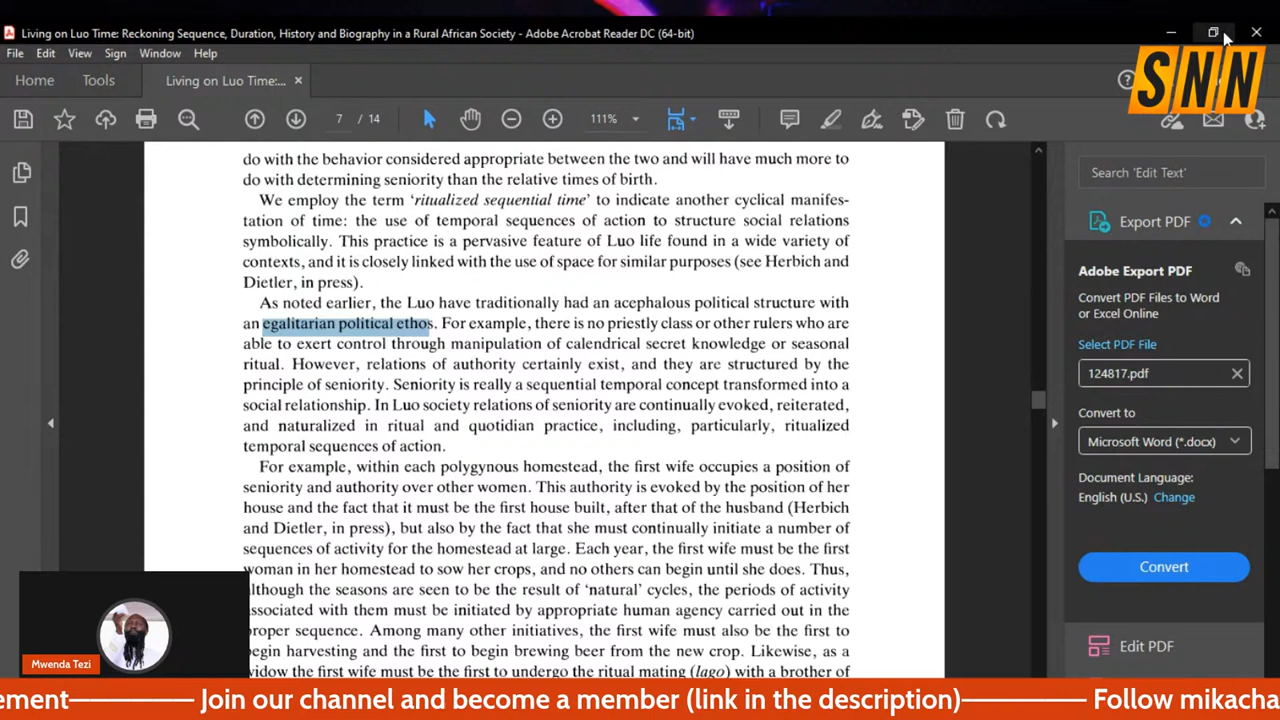 Living on Luo Time: Reckoning Sequence, Duration, History and Biography in a Rural African Society - Adobe Acrobat Reader DC (64-bit)
File Edit View Window Sign Help
Home Tools Living on Luo Time:... ×
SNN
7 / 14 111%
do with the behavior considered appropriate between the two and will have much more to
do with determining seniority than the relative times of birth.
We employ the term ‘ritualized sequential time’ to indicate another cyclical manifes-
tation of time: the use of temporal sequences of action to structure social relations
symbolically. This practice is a pervasive feature of Luo life found in a wide variety of
contexts, and it is closely linked with the use of space for similar purposes (see Herbich and
Dietler, in press).
As noted earlier, the Luo have traditionally had an acephalous political structure with
an egalitarian political ethos. For example, there is no priestly class or other rulers who are
able to exert control through manipulation of calendrical secret knowledge or seasonal
ritual. However, relations of authority certainly exist, and they are structured by the
principle of seniority. Seniority is really a sequential temporal concept transformed into a
social relationship. In Luo society relations of seniority are continually evoked, reiterated,
and naturalized in ritual and quotidian practice, including, particularly, ritualized
temporal sequences of action.
For example, within each polygynous homestead, the first wife occupies a position of
seniority and authority over other women. This authority is evoked by the position of her
house and the fact that it must be the first house built, after that of the husband (Herbich
and Dietler, in press), but also by the fact that she must continually initiate a number of
sequences of activity for the homestead at large. Each year, the first wife must be the first
woman in her homestead to sow her crops, and no others can begin until she does. Thus,
although the seasons are seen to be the result of ‘natural’ cycles, the periods of activity
associated with them must be initiated by appropriate human agency carried out in the
proper sequence. Among many other initiatives, the first wife must also be the first to
begin harvesting and the first to begin brewing beer from the new crop. Likewise, as a
widow the first wife must be the first to undergo the ritual mating (lago) with a brother of
Search 'Edit Text'
Export PDF
Adobe Export PDF
Convert PDF Files to Word
or Excel Online
Select PDF File
124817.pdf
Convert to
Microsoft Word (*.docx)
Document Language:
English (U.S.) Change
Convert
Edit PDF
Mwenda Tezi
ement——— Join our channel and become a member (link in the description)——— Follow mikacha